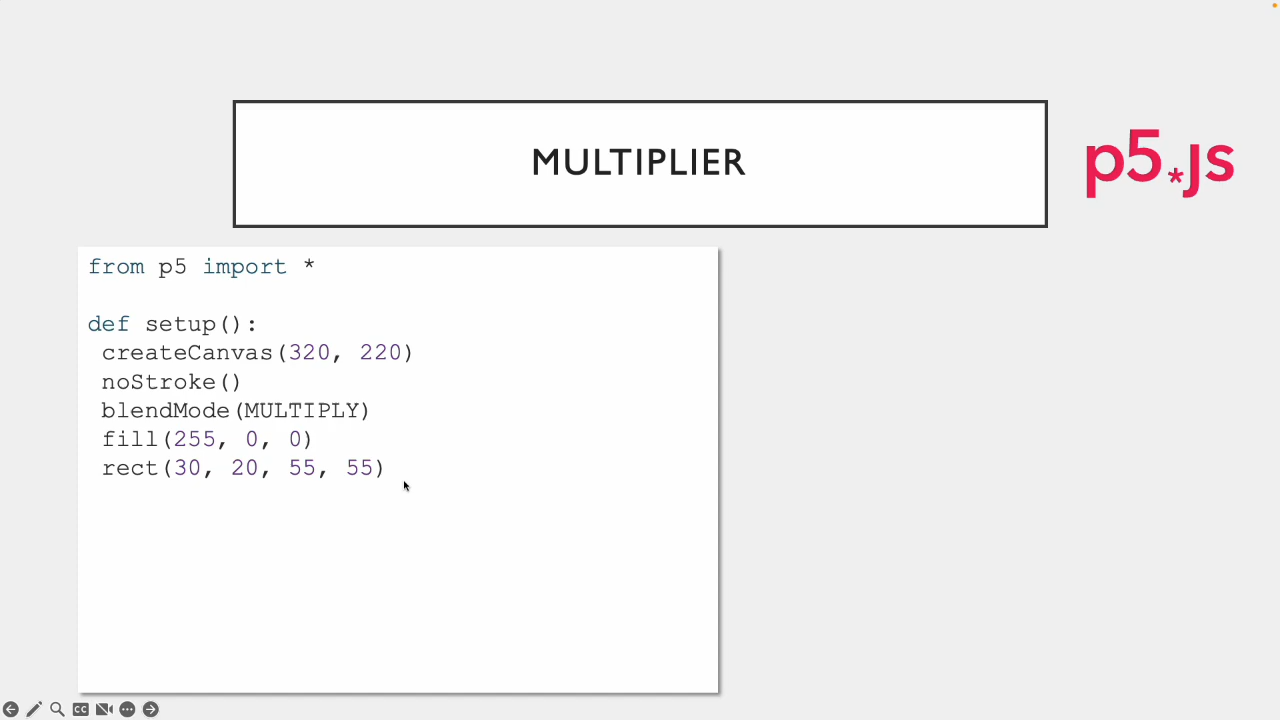 MULTIPLIER
p5*js
from p5 import *
def setup():
createCanvas(320, 220)
noStroke()
blendMode(MULTIPLY)
fill(255, 0, 0)
rect(30, 20, 55, 55)
CC